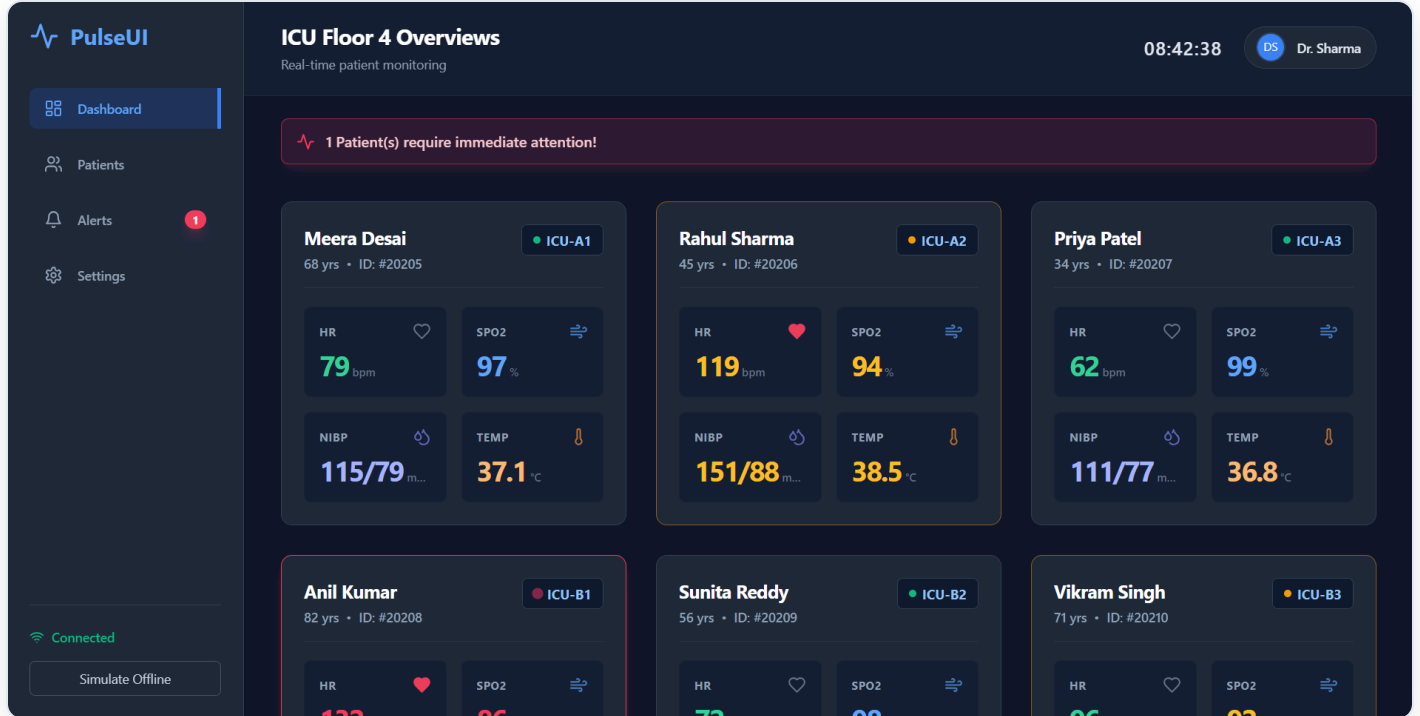 PulseUI
Dashboard
Patients
Alerts 1
Settings
Connected
Simulate Offline
ICU Floor 4 Overviews
Real-time patient monitoring
08:42:38
DS Dr. Sharma
1 Patient(s) require immediate attention!
Meera Desai
ICU-A1
68 yrs • ID: #20205
HR
79 bpm
SPO2
97 %
NIBP
115/79 m...
TEMP
37.1 °C
Rahul Sharma
ICU-A2
45 yrs • ID: #20206
HR
119 bpm
SPO2
94 %
NIBP
151/88 m...
TEMP
38.5 °C
Priya Patel
ICU-A3
34 yrs • ID: #20207
HR
62 bpm
SPO2
99 %
NIBP
111/77 m...
TEMP
36.8 °C
Anil Kumar
ICU-B1
82 yrs • ID: #20208
HR
SPO2
Sunita Reddy
ICU-B2
56 yrs • ID: #20209
HR
SPO2
Vikram Singh
ICU-B3
71 yrs • ID: #20210
HR
SPO2